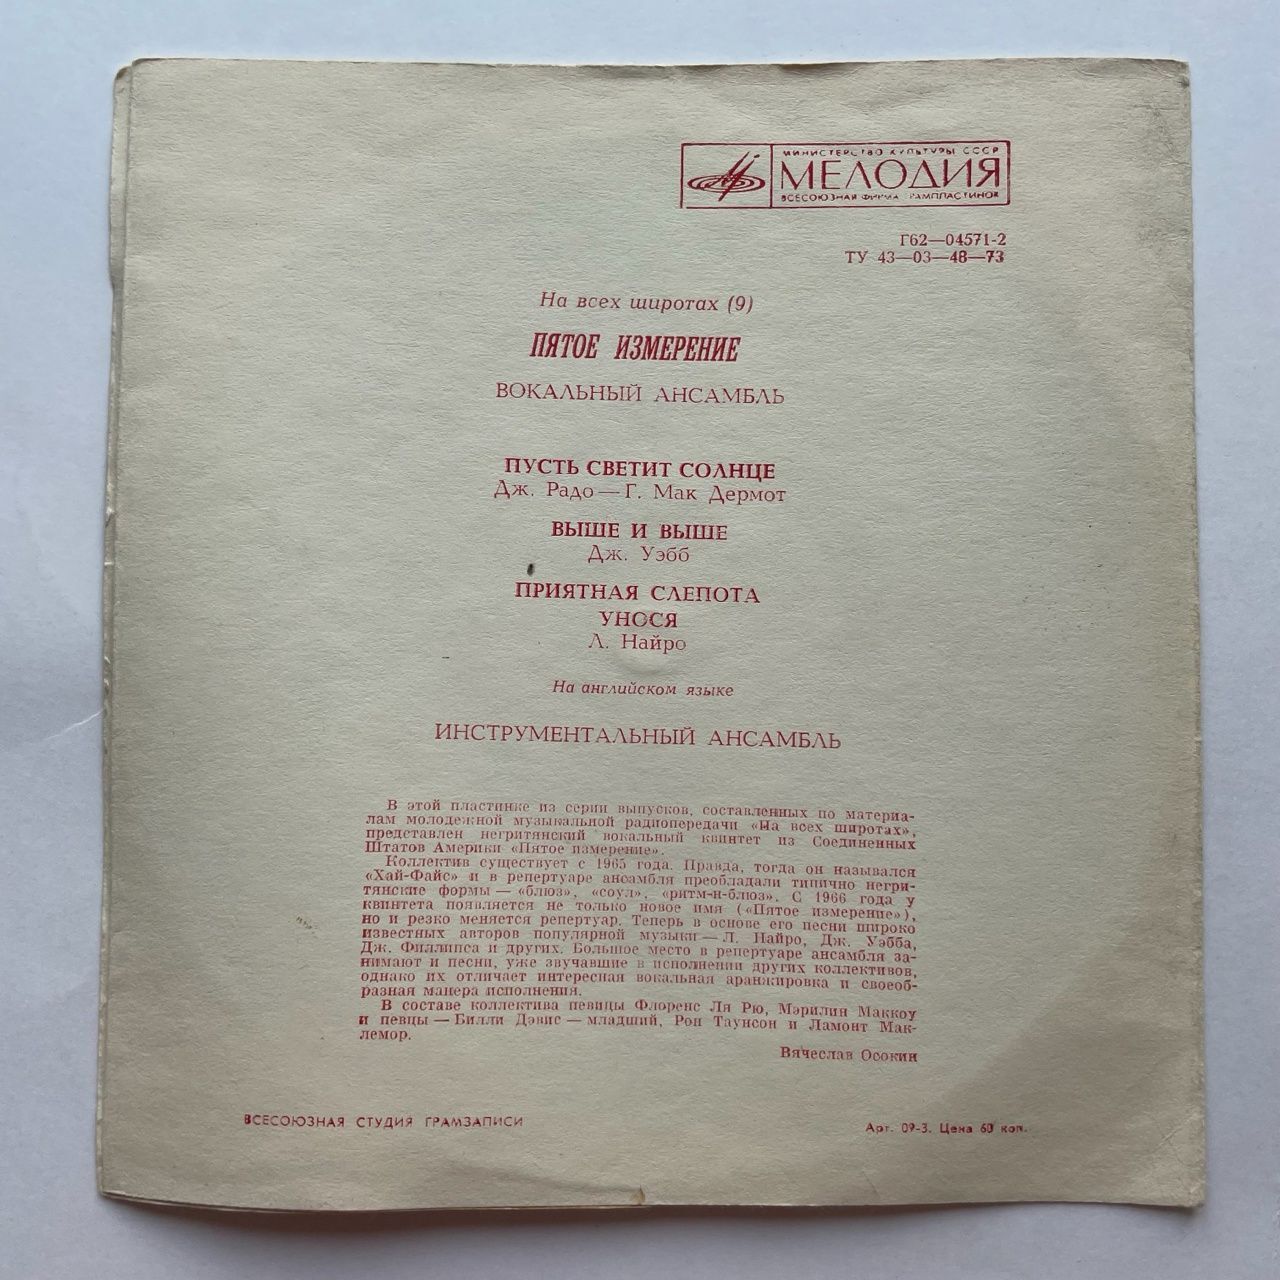 МИНИСТЕРСТВО КУЛЬТУРЫ СССР
МЕЛОДИЯ
ВСЕСОЮЗНАЯ ФИРМА ГРАМПЛАСТИНОК
Г62—04571-2
ТУ 43—03—48—73
На всех широтах (9)
ПЯТОЕ ИЗМЕРЕНИЕ
ВОКАЛЬНЫЙ АНСАМБЛЬ
ПУСТЬ СВЕТИТ СОЛНЦЕ
Дж. Радо — Г. Мак Дермот
ВЫШЕ И ВЫШЕ
Дж. Уэбб
ПРИЯТНАЯ СЛЕПОТА
УНОСЯ
Л. Найро
На английском языке
ИНСТРУМЕНТАЛЬНЫЙ АНСАМБЛЬ
В этой пластинке из серии выпусков, составленных по материа-
лам молодежной музыкальной радиопередачи «На всех широтах»,
представлен негритянский вокальный квинтет из Соединенных
Штатов Америки «Пятое измерение».
Коллектив существует с 1965 года. Правда, тогда он назывался
«Хай-Файс» и в репертуаре ансамбля преобладали типично негри-
тянские формы — «блюз», «соул», «ритм-н-блюз». С 1966 года у
квинтета появляется не только новое имя («Пятое измерение»),
но и резко меняется репертуар. Теперь в основе его песни широко
известных авторов популярной музыки — Л. Найро, Дж. Уэбба,
Дж. Филлипса и других. Большое место в репертуаре ансамбля за-
нимают и песни, уже звучавшие в исполнении других коллективов,
однако их отличает интересная вокальная аранжировка и своеоб-
разная манера исполнения.
В составе коллектива певицы Флоренс Ля Рю, Мэрилин Маккоу
и певцы — Билли Дэвис — младший, Рон Таунсон и Ламонт Мак-
лемор.
Вячеслав Осокин
ВСЕСОЮЗНАЯ СТУДИЯ ГРАМЗАПИСИ
Арт. 09-3. Цена 60 коп.